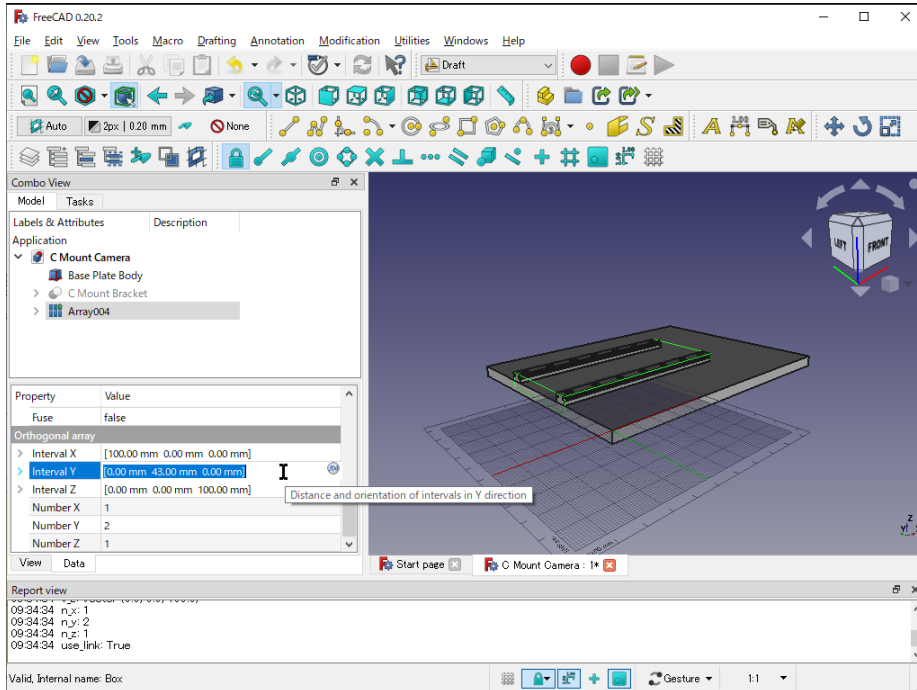 FreeCAD 0.20.2
File Edit View Tools Macro Drafting Annotation Modification Utilities Windows Help
Draft
Auto 2px | 0.20 mm None
Combo View
Model Tasks
Labels & Attributes Description
Application
C Mount Camera
Base Plate Body
C Mount Bracket
Array004
LEFT FRONT
Property Value
Fuse false
Orthogonal array
Interval X [100.00 mm 0.00 mm 0.00 mm]
Interval Y [0.00 mm 43.00 mm 0.00 mm]
Interval Z [0.00 mm 0.00 mm 100.00 mm]
Distance and orientation of intervals in Y direction
Number X 1
Number Y 2
Number Z 1
Z
View Data
Start page C Mount Camera : 1*
Report view
09:34:34 n_x: 1
09:34:34 n_y: 2
09:34:34 n_z: 1
09:34:34 use_link: True
Valid, Internal name: Box
Gesture 1:1